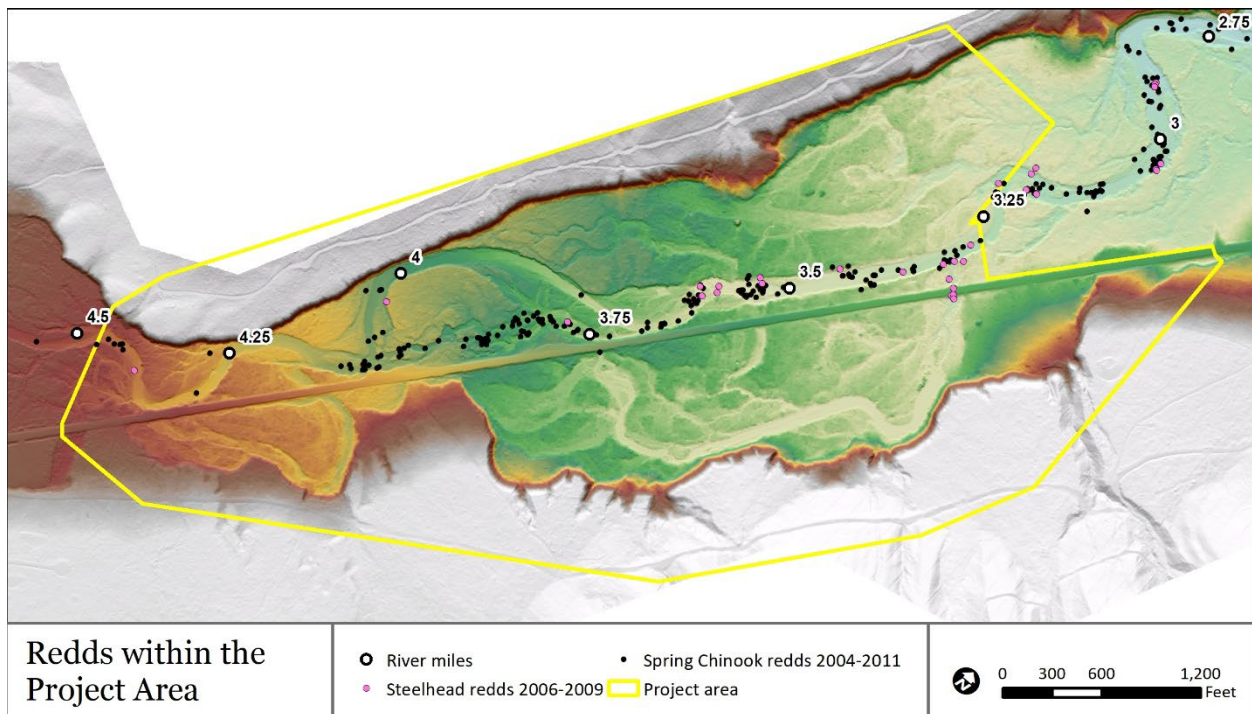 2.75
3
3.25
4
3.5
4.5
4.25
3.75
Redds within the
Project Area
River miles
Spring Chinook redds 2004-2011
Steelhead redds 2006-2009
Project area
N
0 300 600 1,200
Feet